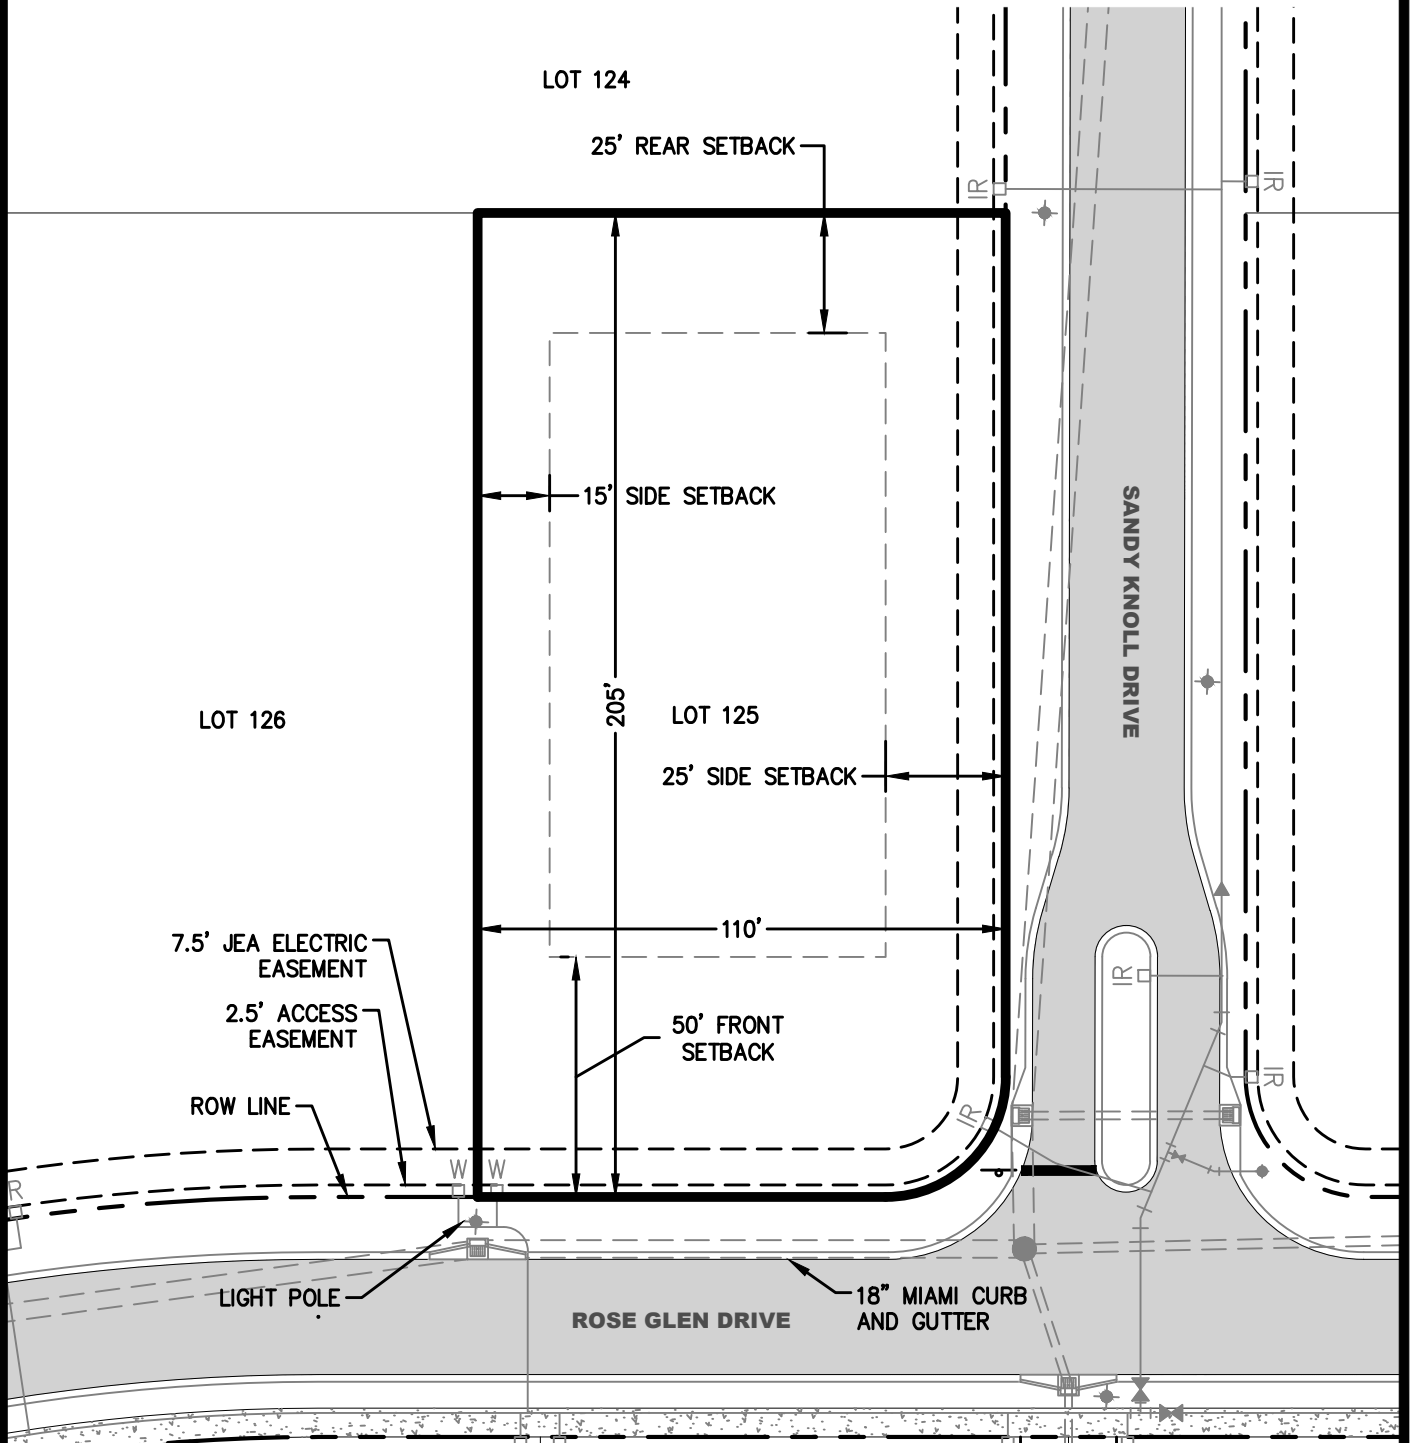 LOT 124
25' REAR SETBACK
IR
IR
15' SIDE SETBACK
SANDY KNOLL DRIVE
205'
LOT 125
LOT 126
25' SIDE SETBACK
110'
7.5' JEA ELECTRIC
EASEMENT
IR
2.5' ACCESS
EASEMENT
50' FRONT
SETBACK
IR
ROW LINE
IR
W W
LIGHT POLE
18" MIAMI CURB
AND GUTTER
ROSE GLEN DRIVE